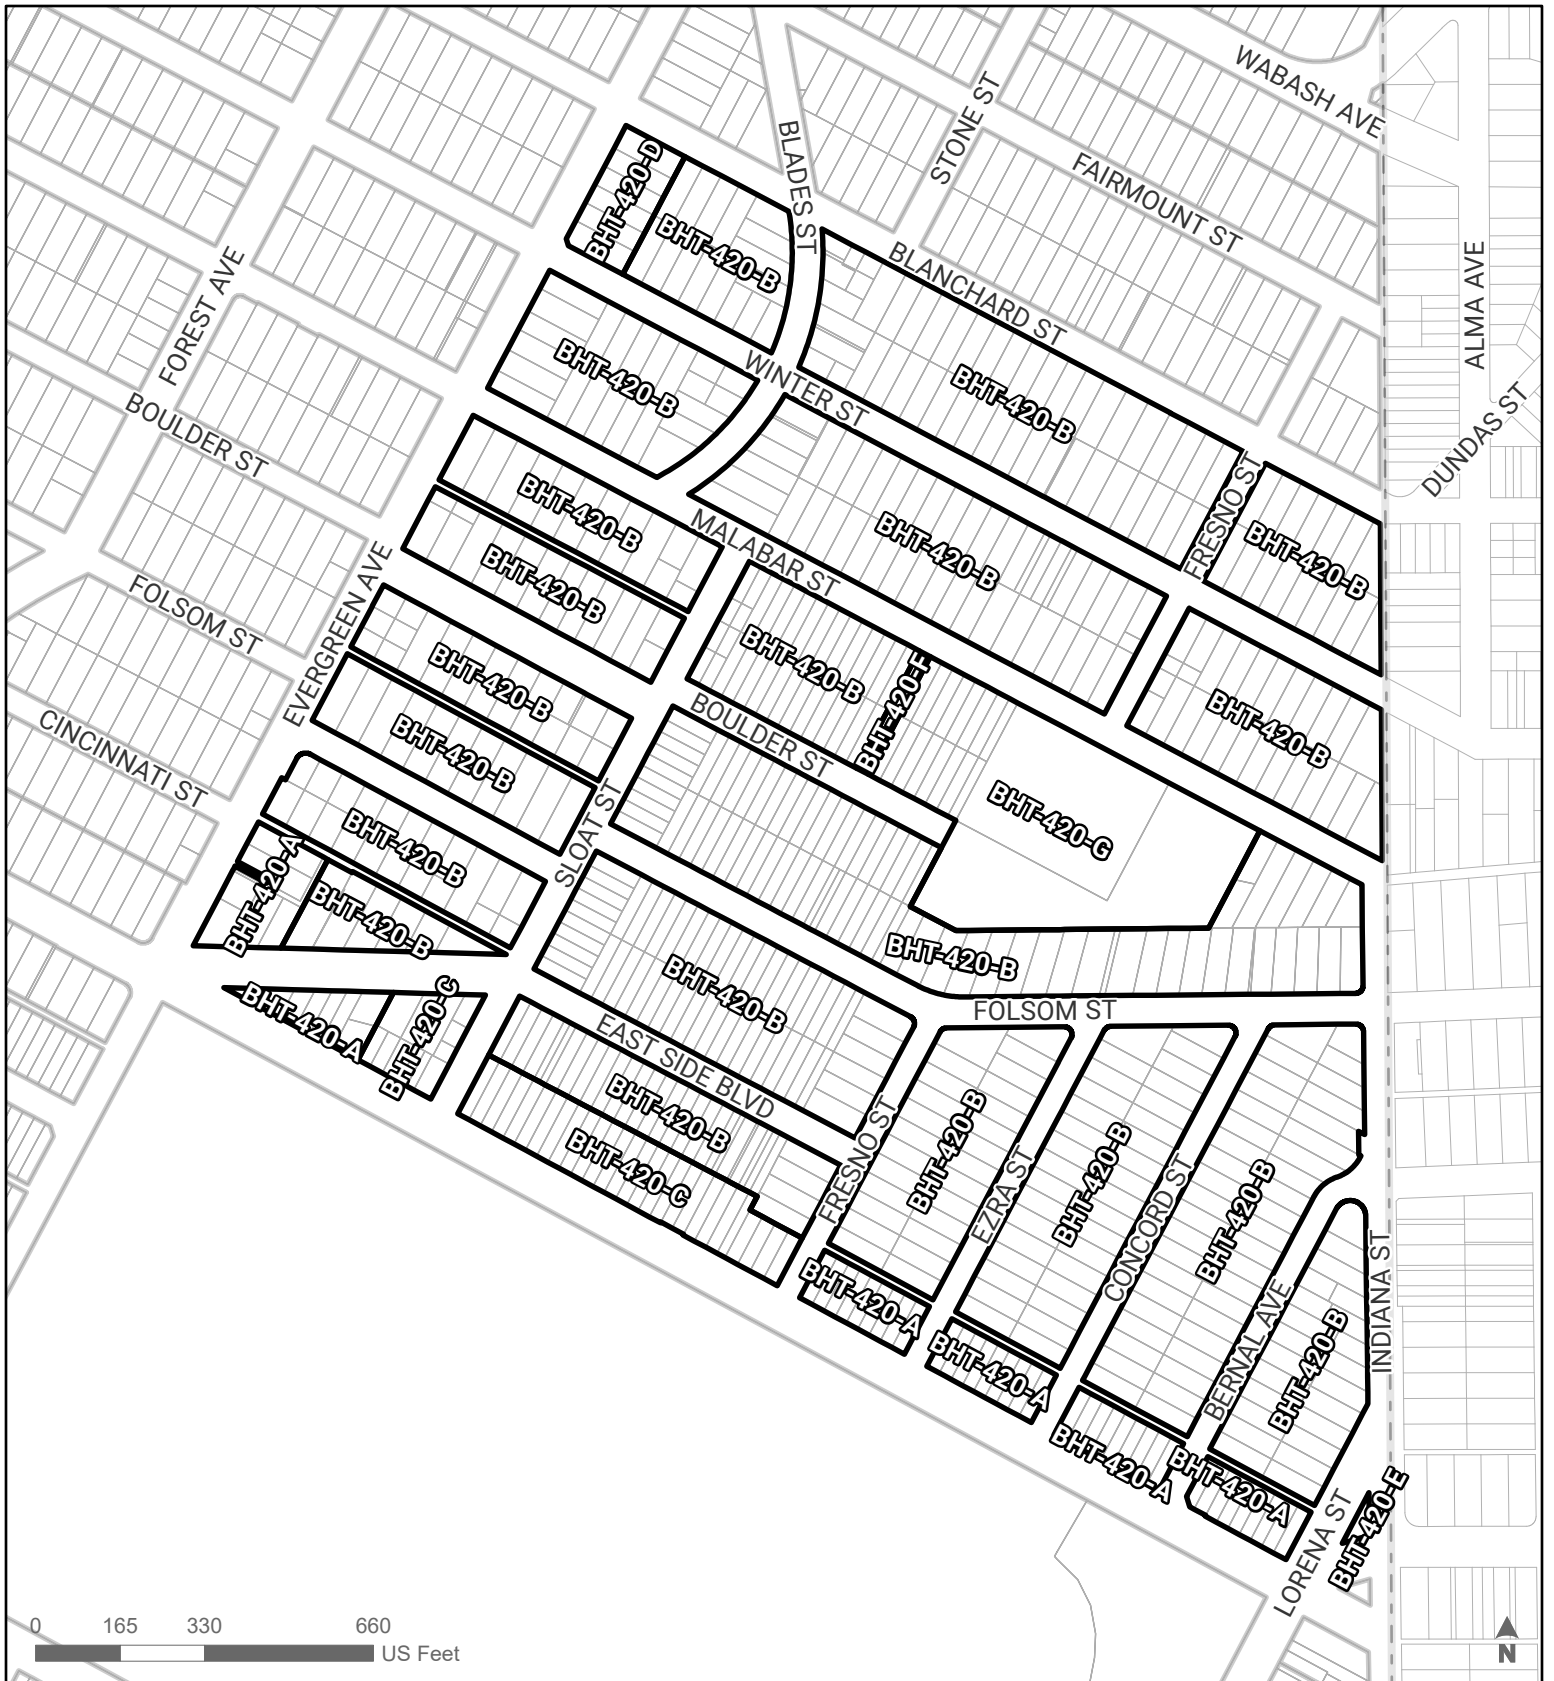 WABASH AVE
STONE ST
BLADES ST
FAIRMOUNT ST
BHT-420-D
BHT-420-B
BLANCHARD ST
ALMA AVE
FOREST AVE
BHT-420-B
WINTER ST
BHT-420-B
DUNDAS ST
BOULDER ST
BHT-420-B
MALABAR ST
BHT-420-B
FRESNO ST
BHT-420-B
BHT-420-B
FOLSOM ST
EVERGREEN AVE
BHT-420-B
BHT-420-B
BHT-420-F
BHT-420-B
BOULDER ST
BHT-420-B
CINCINNATI ST
BHT-420-B
SLOAT ST
BHT-420-G
BHT-420-B
BHT-420-A
BHT-420-B
BHT-420-B
BHT-420-B
FOLSOM ST
BHT-420-A
BHT-420-C
EAST SIDE BLVD
BHT-420-B
BHT-420-C
FRESNO ST
BHT-420-B
EZRA ST
BHT-420-B
CONCORD ST
BHT-420-B
BERNAL AVE
BHT-420-B
INDIANA ST
BHT-420-A
BHT-420-A
BHT-420-A
BHT-420-A
LORENA ST
BHT-420-E
0 165 330 660
US Feet
N